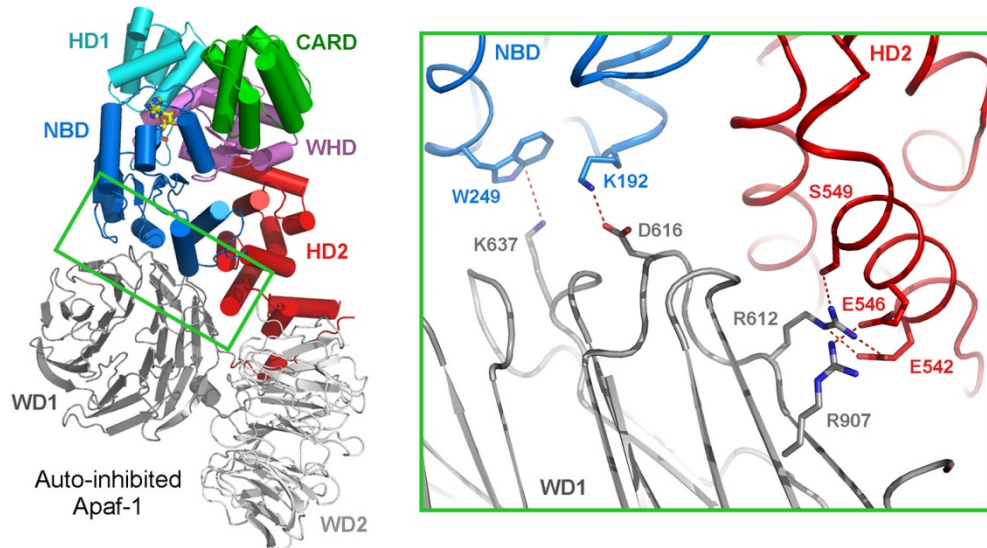 HD1
CARD
NBD
WHD
HD2
WD1
Auto-inhibited
Apaf-1
WD2
NBD
HD2
W249
K192
S549
K637
D616
E546
R612
E542
R907
WD1